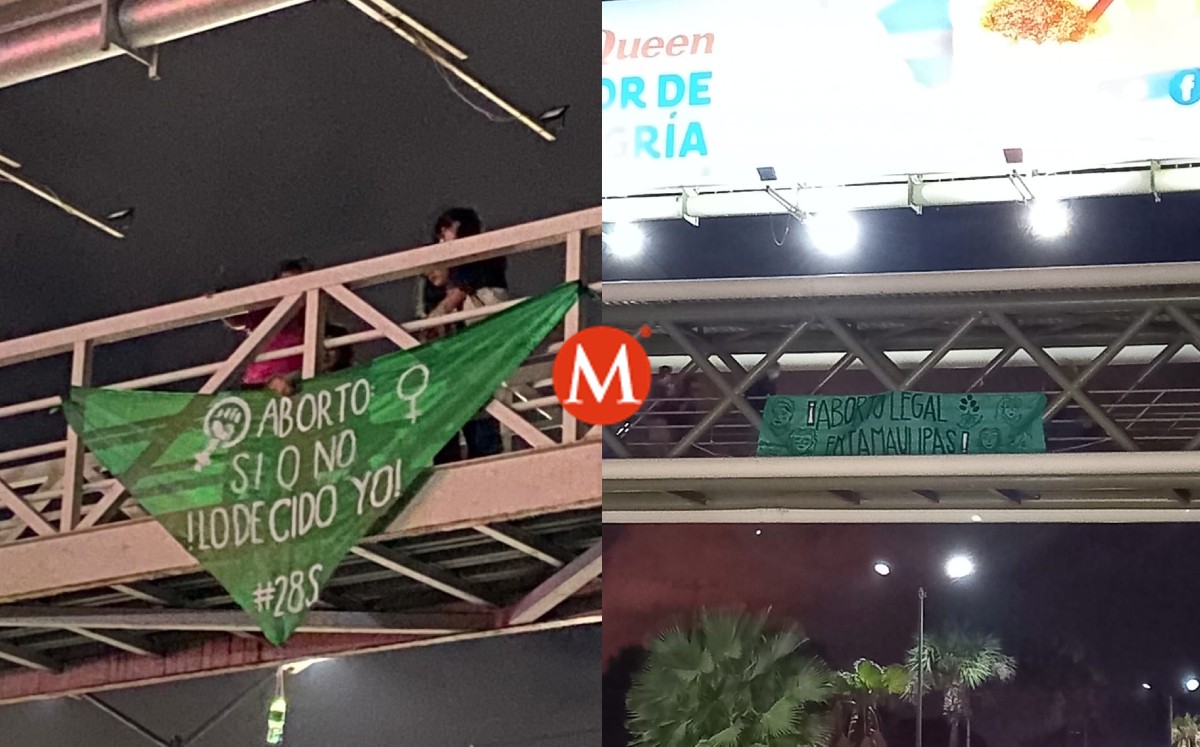 ABORTO
SI O NO
!LO DECIDO YO!
#28S
M
Queen
OR DE
GRÍA
f
¡ABORTO LEGAL
EN TAMAULIPAS!